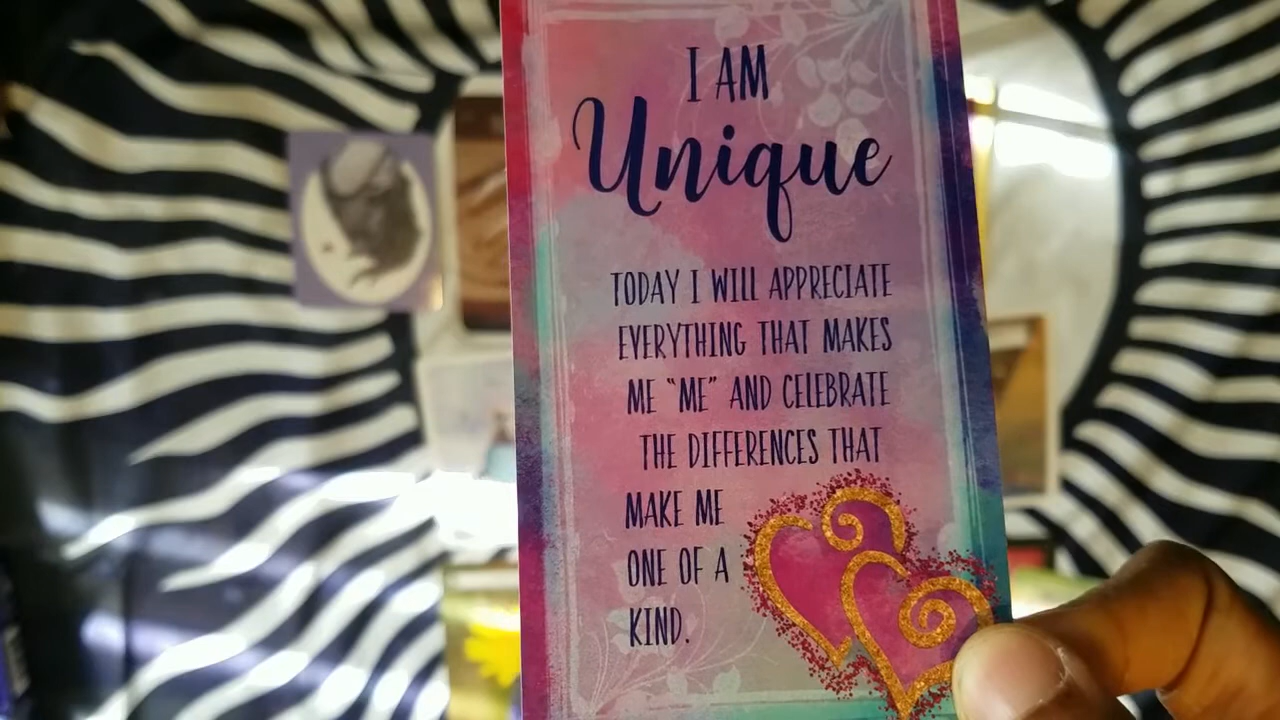 I AM
Unique
TODAY I WILL APPRECIATE
EVERYTHING THAT MAKES
ME “ME” AND CELEBRATE
THE DIFFERENCES THAT
MAKE ME
ONE OF A
KIND.